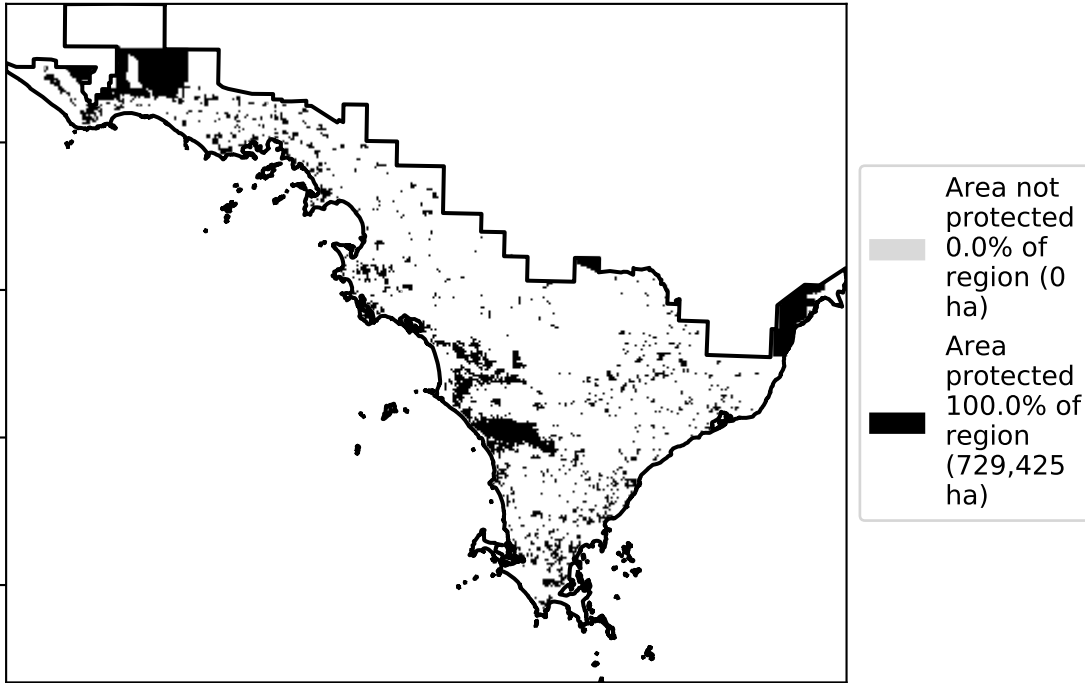 Area not
protected
0.0% of
region (0
ha)
Area
protected
100.0% of
region
(729,425
ha)